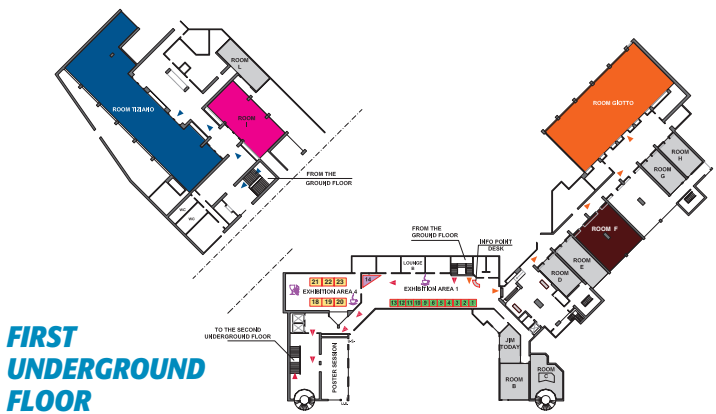 ROOM
L
ROOM TIZIANO
ROOM
I
ROOM GIOTTO
ROOM
H
ROOM
G
FROM THE
GROUND FLOOR
WC
WC
FROM THE
GROUND FLOOR
INFO POINT
DESK
ROOM F
ROOM
E
ROOM
D
LOUNGE
14
21 22 23
EXHIBITION AREA 4
EXHIBITION AREA 1
18 19 20
13 12 11 10 9 6 5 4 3 2 1
TO THE SECOND
UNDERGROUND FLOOR
POSTER SESSION
JIM
TODAY
ROOM
B
ROOM
C
FIRST
UNDERGROUND
FLOOR